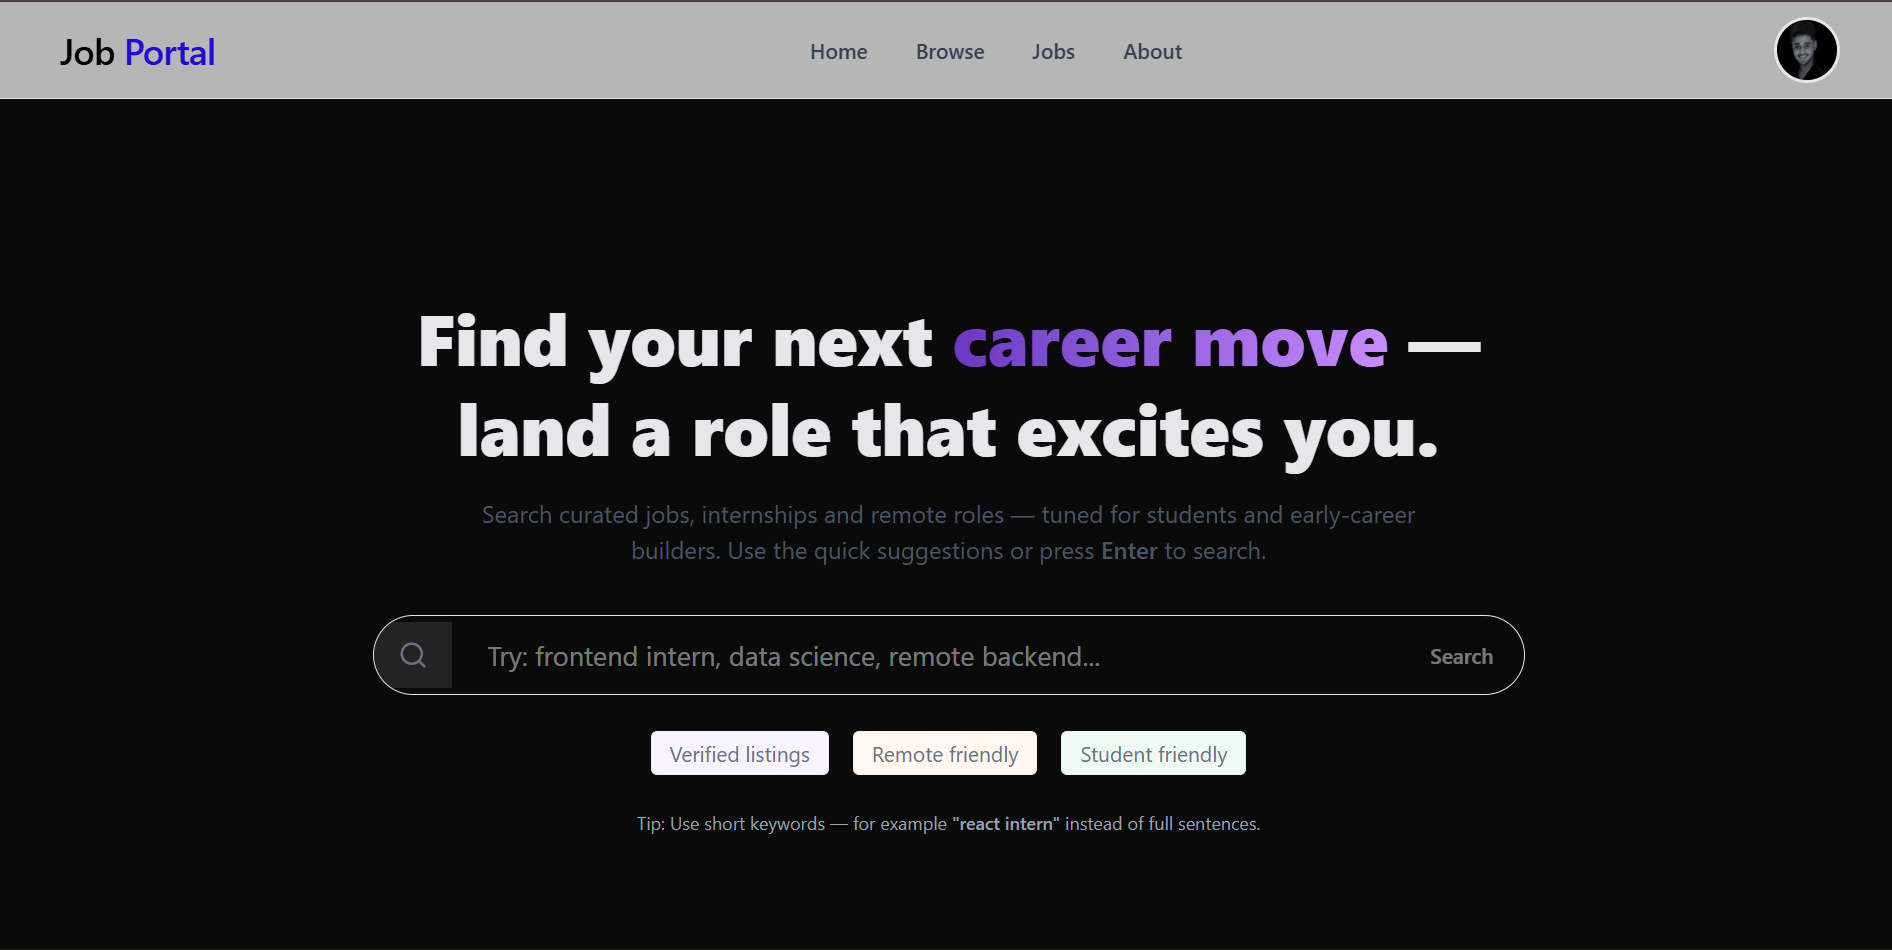 Job Portal
Home
Browse
Jobs
About
Find your next career move —
land a role that excites you.
Search curated jobs, internships and remote roles — tuned for students and early-career
builders. Use the quick suggestions or press Enter to search.
Try: frontend intern, data science, remote backend...
Search
Verified listings
Remote friendly
Student friendly
Tip: Use short keywords — for example "react intern" instead of full sentences.